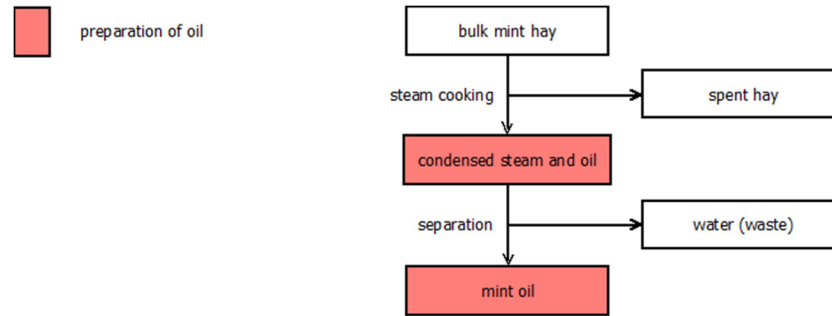 preparation of oil
bulk mint hay
steam cooking
spent hay
condensed steam and oil
separation
water (waste)
mint oil